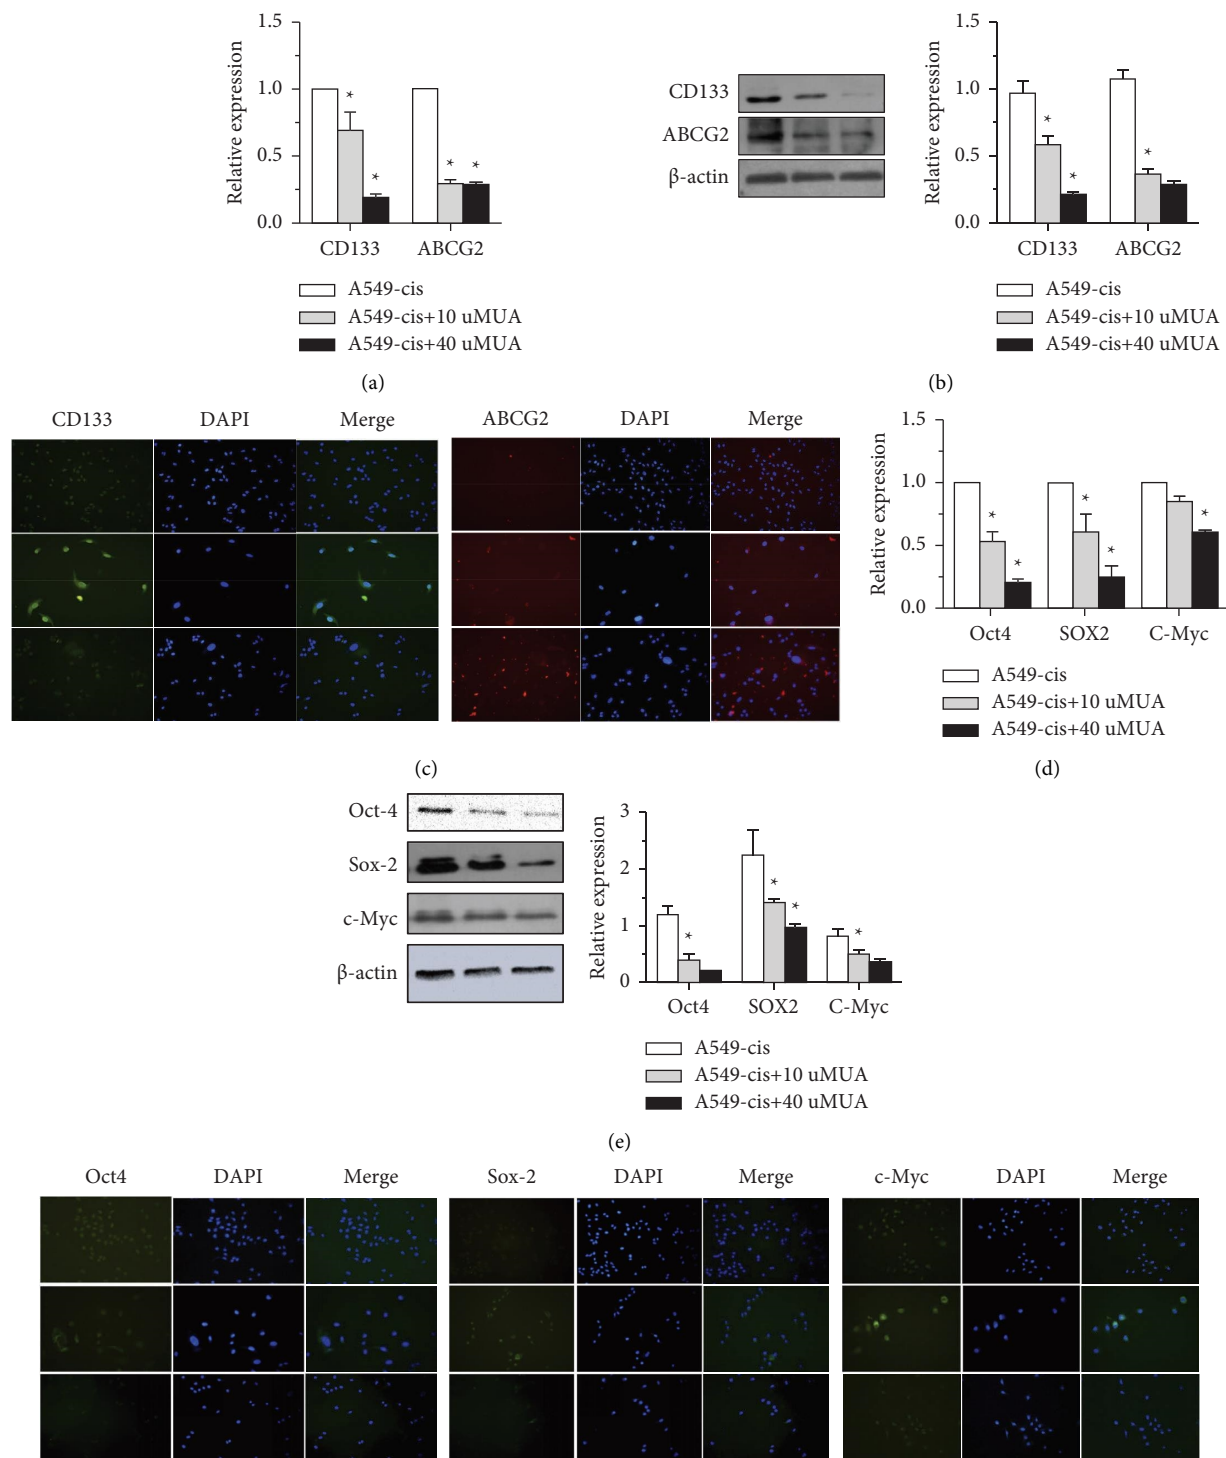 1.5
1.0
0.5
0.0
Relative expression
*
*
*
*
CD133
ABCG2
A549-cis
A549-cis+10 uMUA
A549-cis+40 uMUA
(a)
CD133
ABCG2
β-actin
1.5
1.0
0.5
0.0
Relative expression
*
*
*
CD133
ABCG2
A549-cis
A549-cis+10 uMUA
A549-cis+40 uMUA
(b)
CD133 DAPI Merge
ABCG2 DAPI Merge
(c)
1.5
1.0
0.5
0.0
Relative expression
*
*
*
*
*
Oct4
SOX2
C-Myc
A549-cis
A549-cis+10 uMUA
A549-cis+40 uMUA
(d)
Oct-4
Sox-2
c-Myc
β-actin
3
2
1
0
Relative expression
*
*
*
*
Oct4
SOX2
C-Myc
A549-cis
A549-cis+10 uMUA
A549-cis+40 uMUA
(e)
Oct4 DAPI Merge
Sox-2 DAPI Merge
c-Myc DAPI Merge